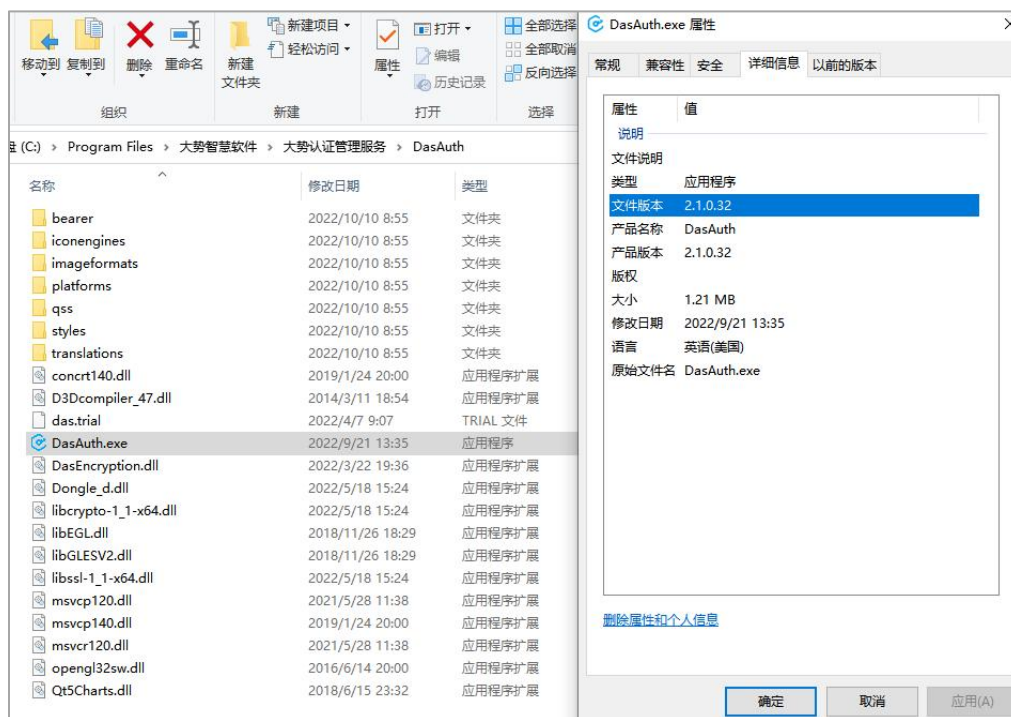 移动到 复制到 删除 重命名 新建文件夹 新建项目 轻松访问 属性 打开 编辑 历史记录 全部选择 全部取消 反向选择
组织 新建 打开 选择
(C:) › Program Files › 大势智慧软件 › 大势认证管理服务 › DasAuth
名称 修改日期 类型
bearer 2022/10/10 8:55 文件夹
iconengines 2022/10/10 8:55 文件夹
imageformats 2022/10/10 8:55 文件夹
platforms 2022/10/10 8:55 文件夹
qss 2022/10/10 8:55 文件夹
styles 2022/10/10 8:55 文件夹
translations 2022/10/10 8:55 文件夹
concrt140.dll 2019/1/24 20:00 应用程序扩展
D3Dcompiler_47.dll 2014/3/11 18:54 应用程序扩展
das.trial 2022/4/7 9:07 TRIAL 文件
DasAuth.exe 2022/9/21 13:35 应用程序
DasEncryption.dll 2022/3/22 19:36 应用程序扩展
Dongle_d.dll 2022/5/18 15:24 应用程序扩展
libcrypto-1_1-x64.dll 2022/5/18 15:24 应用程序扩展
libEGL.dll 2018/11/26 18:29 应用程序扩展
libGLESV2.dll 2018/11/26 18:29 应用程序扩展
libssl-1_1-x64.dll 2022/5/18 15:24 应用程序扩展
msvcp120.dll 2021/5/28 11:38 应用程序扩展
msvcp140.dll 2019/1/24 20:00 应用程序扩展
msvcr120.dll 2021/5/28 11:38 应用程序扩展
opengl32sw.dll 2016/6/14 20:00 应用程序扩展
Qt5Charts.dll 2018/6/15 23:32 应用程序扩展
DasAuth.exe 属性
常规 兼容性 安全 详细信息 以前的版本
属性 值
说明
文件说明
类型 应用程序
文件版本 2.1.0.32
产品名称 DasAuth
产品版本 2.1.0.32
版权
大小 1.21 MB
修改日期 2022/9/21 13:35
语言 英语(美国)
原始文件名 DasAuth.exe
删除属性和个人信息
确定 取消 应用(A)